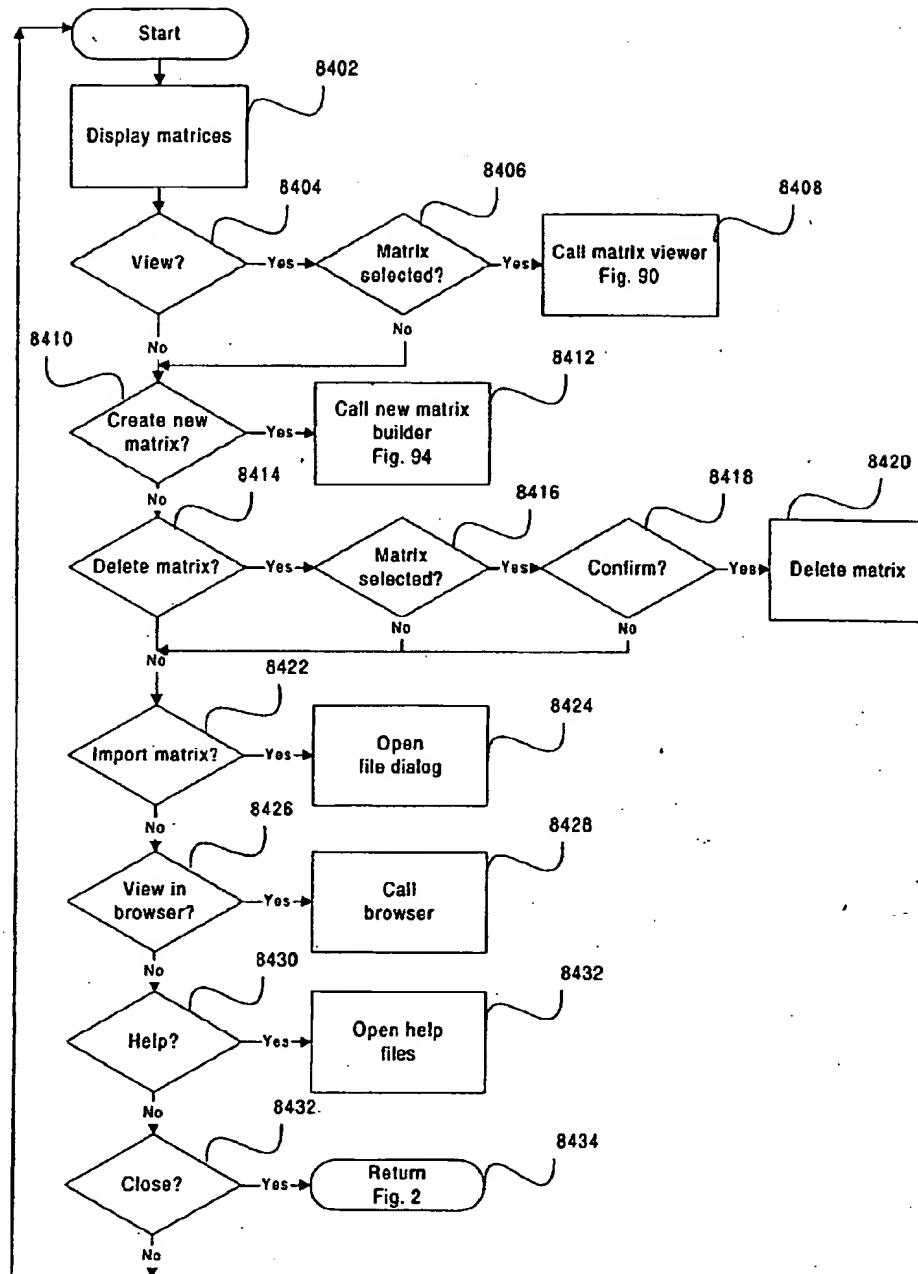 Start
8402
Display matrices
8404
8406
8408
View?
Yes
Matrix
selected?
Yes
Call matrix viewer
Fig. 90
No
No
8410
8412
Create new
matrix?
Yes
Call new matrix
builder
Fig. 94
No
8414
8416
8418
8420
Delete matrix?
Yes
Matrix
selected?
Yes
Confirm?
Yes
Delete matrix
No
No
No
8422
8424
Import matrix?
Yes
Open
file dialog
No
8426
8428
View in
browser?
Yes
Call
browser
No
8430
8432
Help?
Yes
Open help
files
No
8432
8434
Close?
Yes
Return
Fig. 2
No